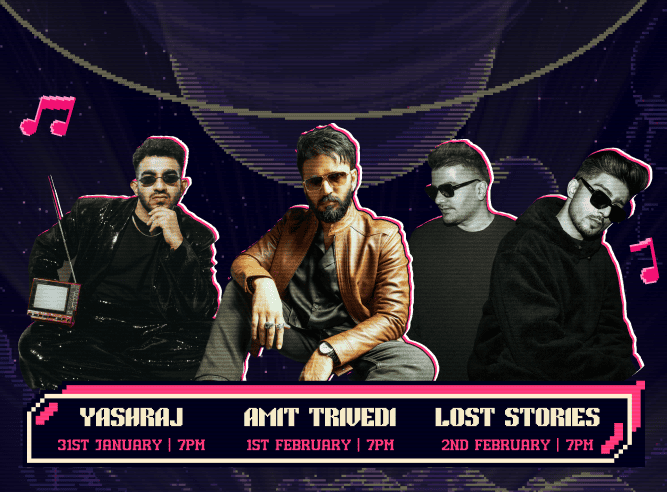 YASHRAJ AMIT TRIVEDI LOST STORIES
31ST JANUARY | 7PM 1ST FEBRUARY | 7PM 2ND FEBRUARY | 7PM